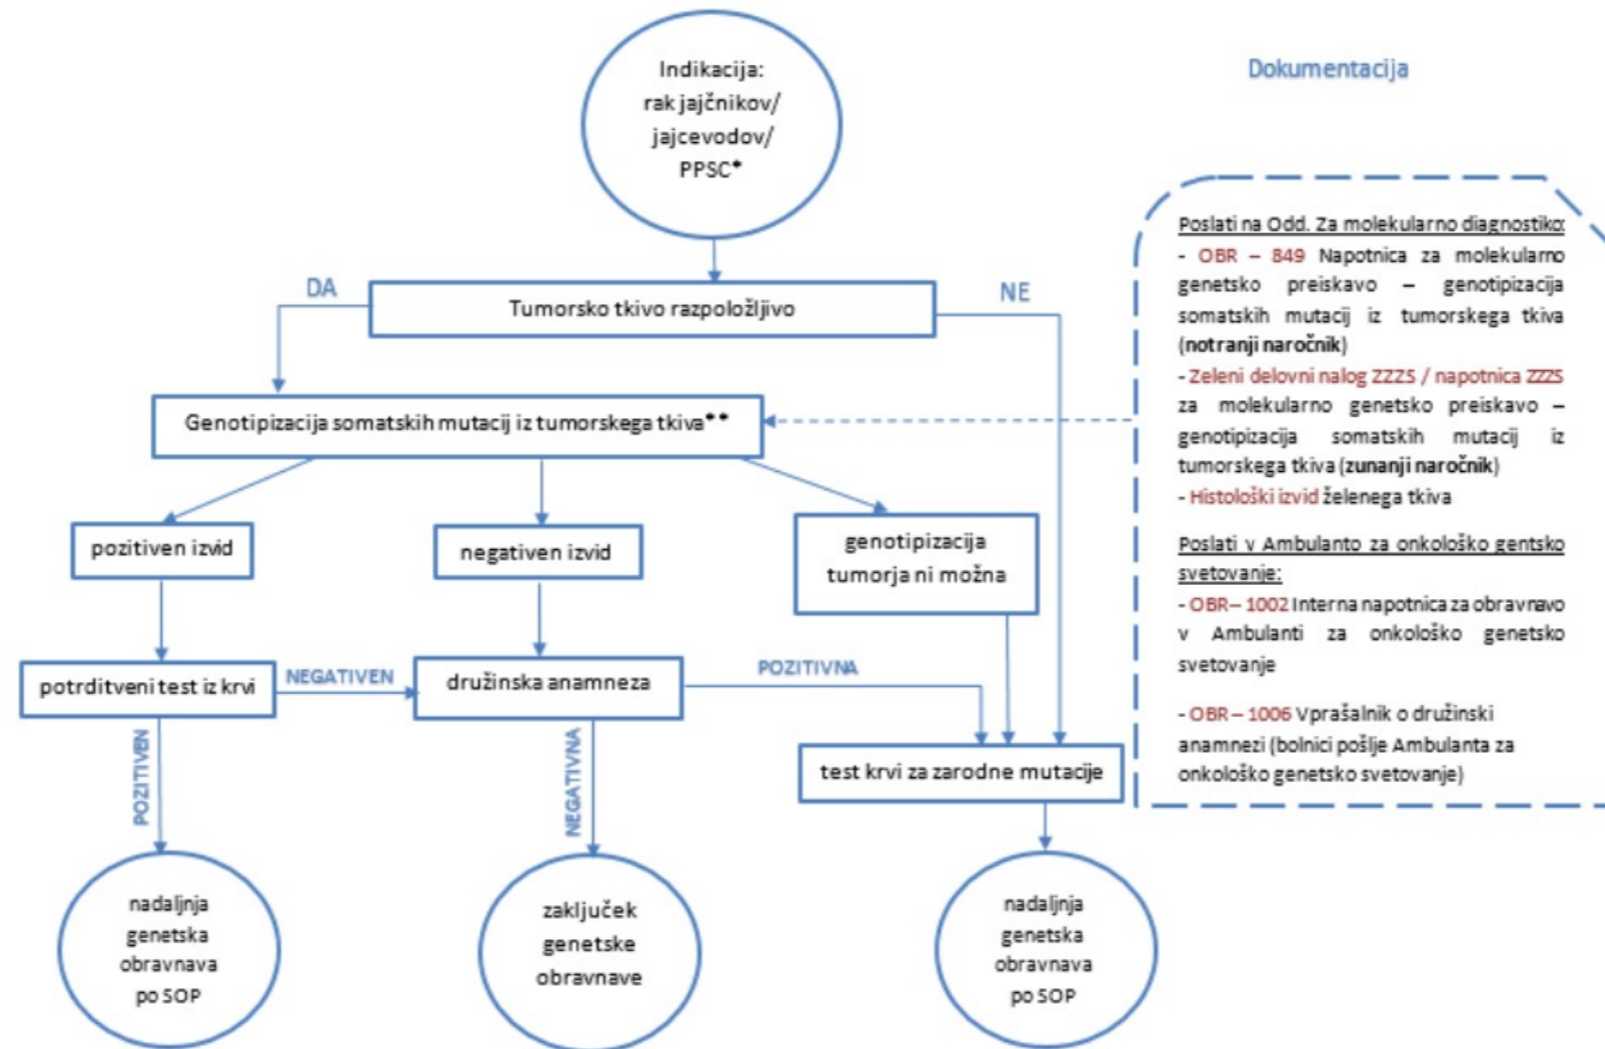 Indikacija:
rak jajčnikov/
jajcevodov/
PPSC*
Dokumentacija
DA
Tumorsko tkivo razpoložljivo
NE
Genotipizacija somatskih mutacij iz tumorskega tkiva**
pozitiven izvid
negativen izvid
genotipizacija
tumorja ni možna
potrditveni test iz krvi
NEGATIVEN
družinska anamneza
POZITIVNA
POZITIVEN
NEGATIVNA
test krvi za zarodne mutacije
nadaljnja
genetska
obravnava
po SOP
zaključek
genetske
obravnave
nadaljnja
genetska
obravnava
po SOP
Poslati na Odd. Za molekularno diagnostiko:
- OBR – 849 Napotnica za molekularno
genetsko preiskavo – genotipizacija
somatskih mutacij iz tumorskega tkiva
(notranji naročnik)
- Zeleni delovni nalog ZZZS / napotnica ZZZS
za molekularno genetsko preiskavo –
genotipizacija somatskih mutacij iz
tumorskega tkiva (zunanji naročnik)
- Histološki izvid želenega tkiva
Poslati v Ambulanto za onkološko gentsko
svetovanje:
- OBR– 1002 Interna napotnica za obravnavo
v Ambulanti za onkološko genetsko
svetovanje
- OBR – 1006 Vprašalnik o družinski
anamnezi (bolnici pošlje Ambulanta za
onkološko genetsko svetovanje)